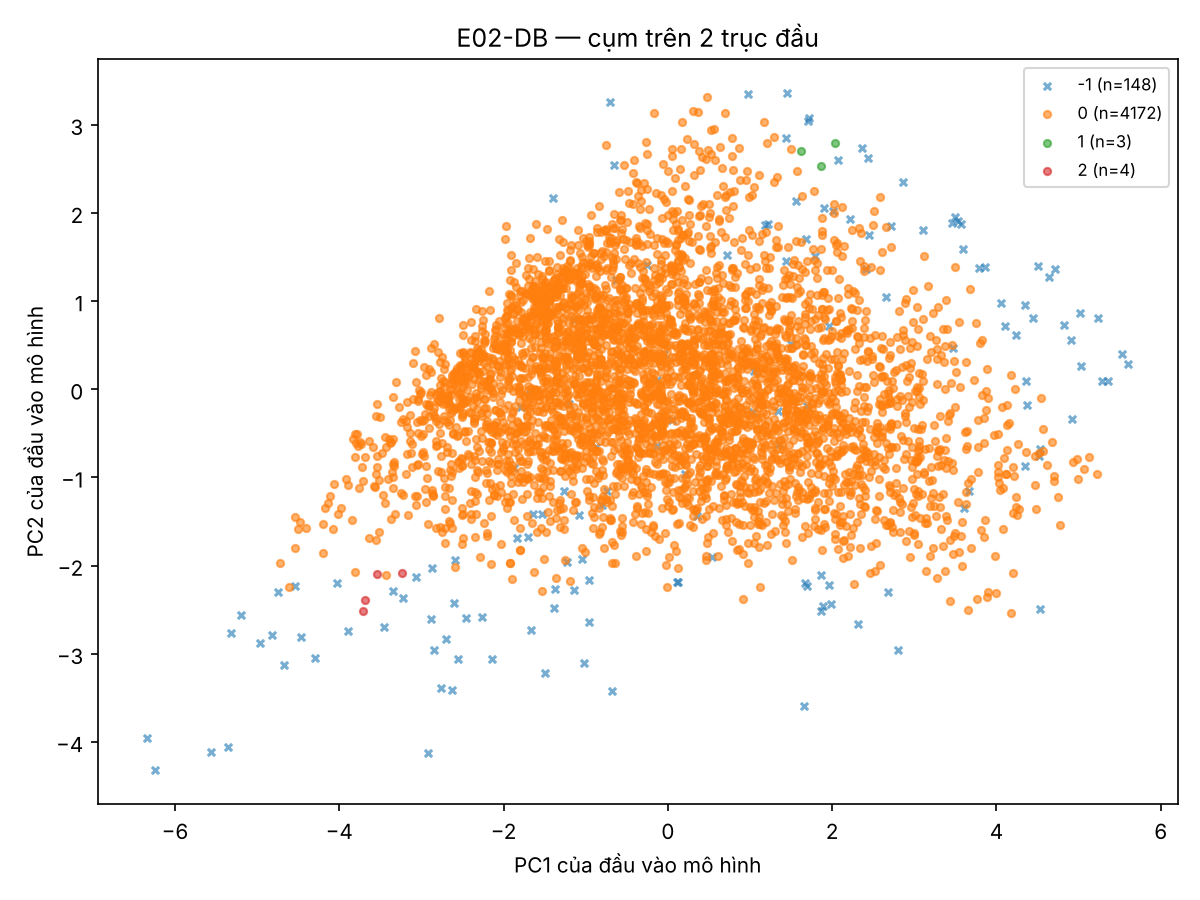 E02-DB — cụm trên 2 trục đầu
-1 (n=148)
0 (n=4172)
1 (n=3)
2 (n=4)
PC2 của đầu vào mô hình
3
2
1
0
−1
−2
−3
−4
−6
−4
−2
0
2
4
6
PC1 của đầu vào mô hình